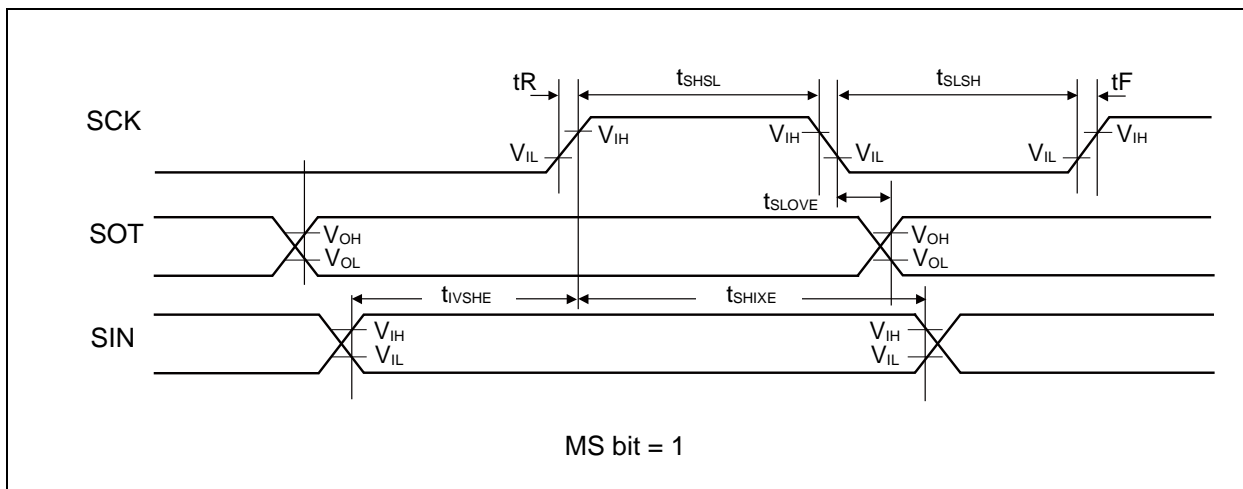 tR tSHSL tSLSH tF
SCK
VIH VIH VIH
VIL VIL VIL
tSLOVE
SOT
VOH VOH
VOL VOL
tIVSHE tSHIXE
SIN
VIH VIH
VIL VIL
MS bit = 1